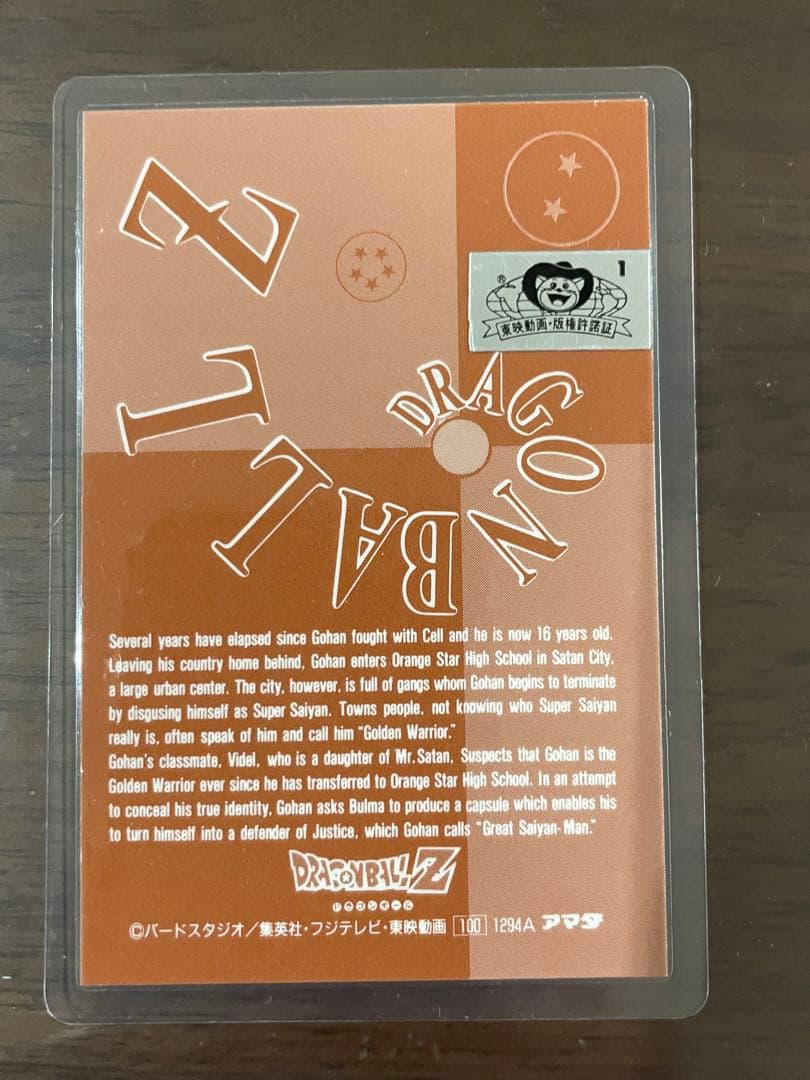 DRAGON BALL Z
® 1
東映動画・版権許諾証
Several years have elapsed since Gohan fought with Cell and he is now 16 years old.
Leaving his country home behind, Gohan enters Orange Star High School in Satan City,
a large urban center. The city, however, is full of gangs whom Gohan begins to terminate
by disgusing himself as Super Saiyan. Towns people, not knowing who Super Saiyan
really is, often speak of him and call him "Golden Warrior."
Gohan's classmate, Videl, who is a daughter of Mr.Satan, Suspects that Gohan is the
Golden Warrior ever since he has transferred to Orange Star High School. In an attempt
to conceal his true identity, Gohan asks Bulma to produce a capsule which enables his
to turn himself into a defender of Justice, which Gohan calls "Great Saiyan-Man."
DRAGONBALL Z
ドラゴンボール
©バードスタジオ/集英社・フジテレビ・東映動画 100 1294A アマダ